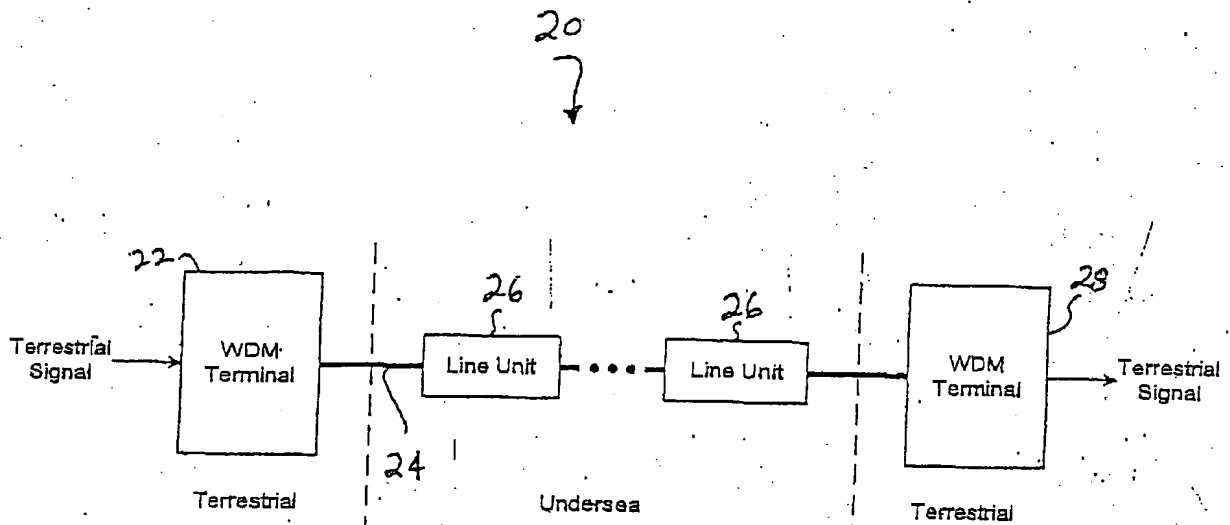 20
22
26
26
28
Terrestrial
Signal
WDM
Terminal
Line Unit
Line Unit
WDM
Terminal
Terrestrial
Signal
24
Terrestrial
Undersea
Terrestrial